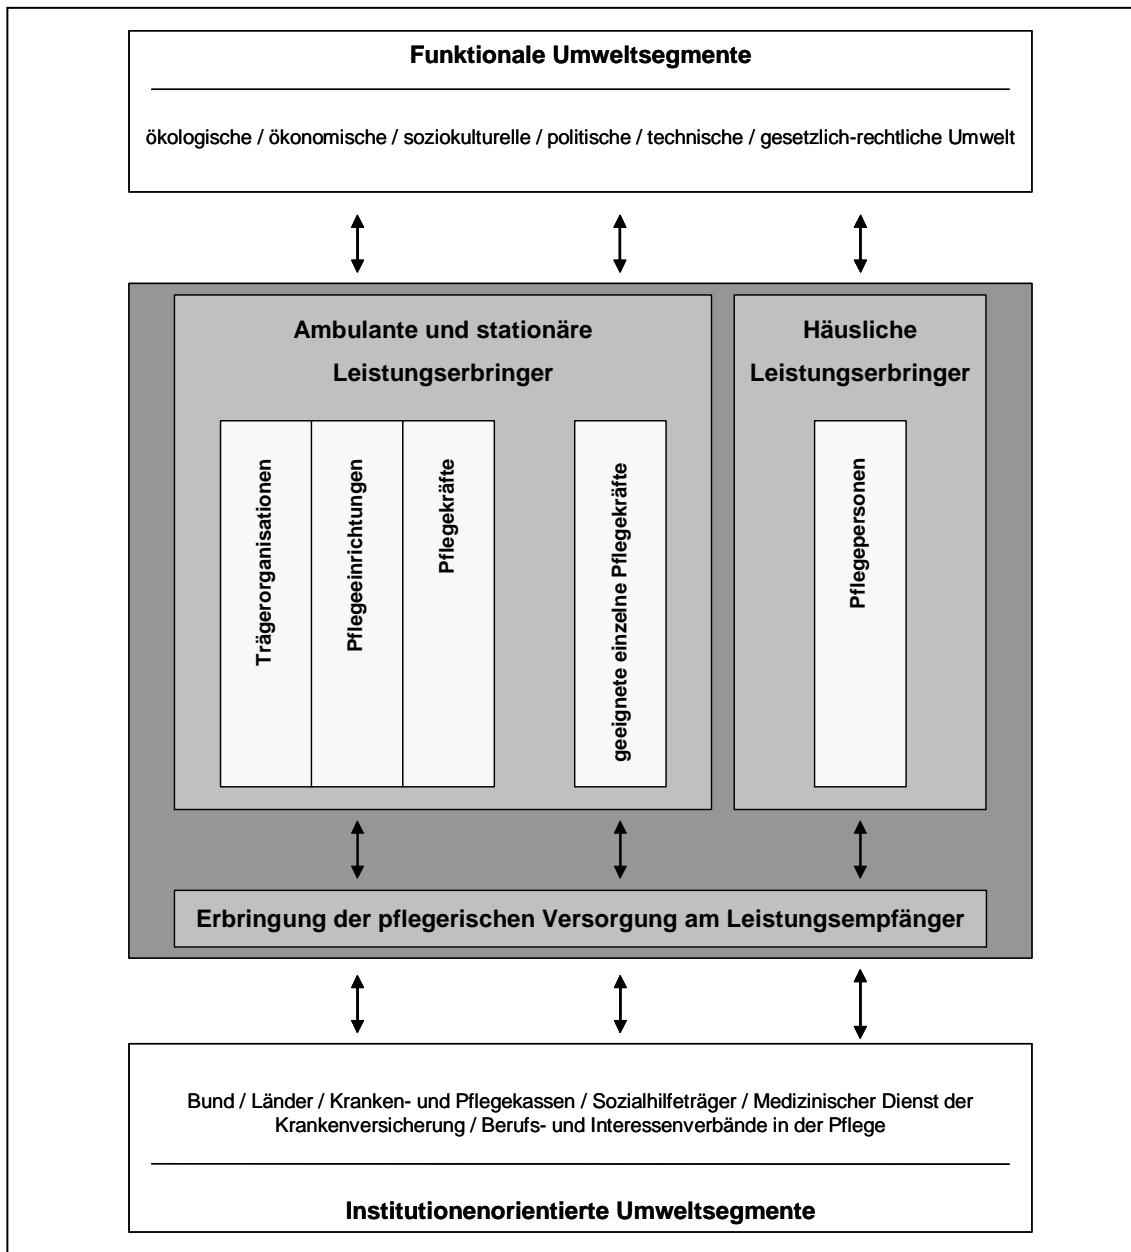 Funktionale Umweltsegmente
ökologische / ökonomische / soziokulturelle / politische / technische / gesetzlich-rechtliche Umwelt
Ambulante und stationäre
Leistungserbringer
Häusliche
Leistungserbringer
Trägerorganisationen
Pflegeeinrichtungen
Pflegekräfte
geeignete einzelne Pflegekräfte
Pflegepersonen
Erbringung der pflegerischen Versorgung am Leistungsempfänger
Bund / Länder / Kranken- und Pflegekassen / Sozialhilfeträger / Medizinischer Dienst der
Krankenversicherung / Berufs- und Interessenverbände in der Pflege
Institutionenorientierte Umweltsegmente